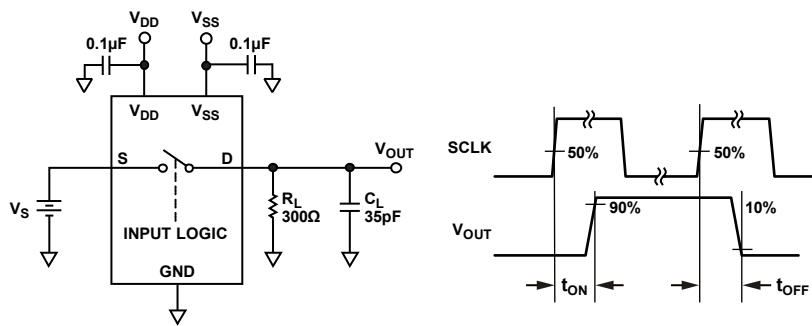 VDD
VSS
0.1µF
0.1µF
VDD
VSS
S
D
VOUT
VS
RL
300Ω
CL
35pF
INPUT LOGIC
GND
SCLK
50%
50%
VOUT
90%
10%
tON
tOFF